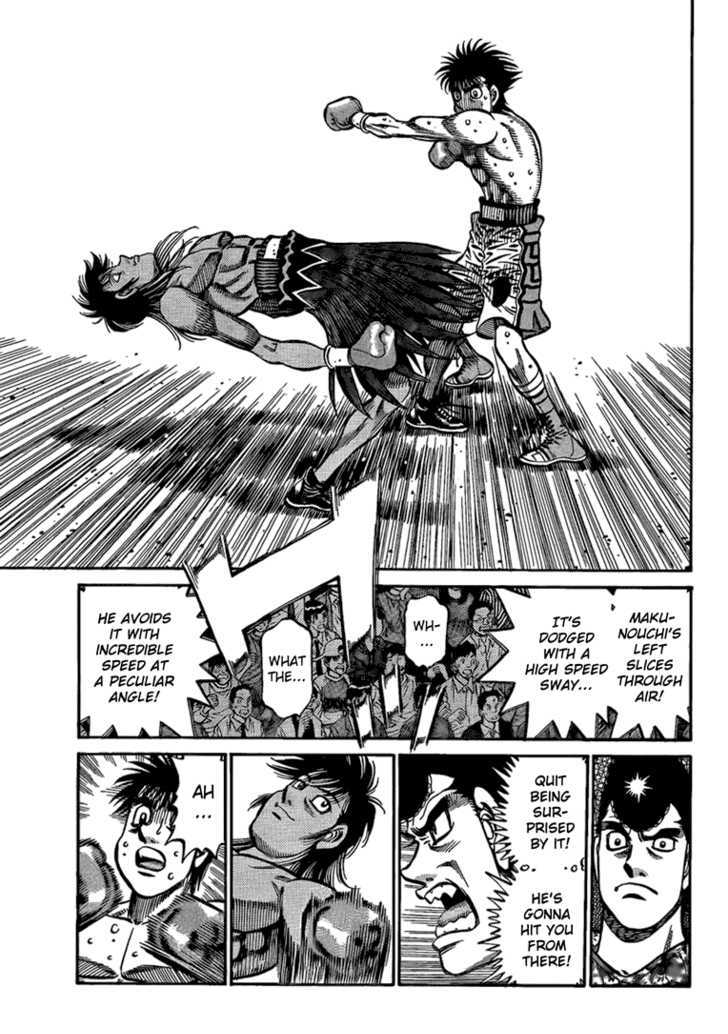 MAKU-
NOUCHI'S
LEFT
SLICES
THROUGH
AIR!
IT'S
DODGED
WITH A
HIGH SPEED
SWAY...
WH-
...
WHAT
THE...
HE AVOIDS
IT WITH
INCREDIBLE
SPEED AT
A PECULIAR
ANGLE!
QUIT
BEING
SUR-
PRISED
BY IT!
HE'S
GONNA
HIT YOU
FROM
THERE!
AH
...